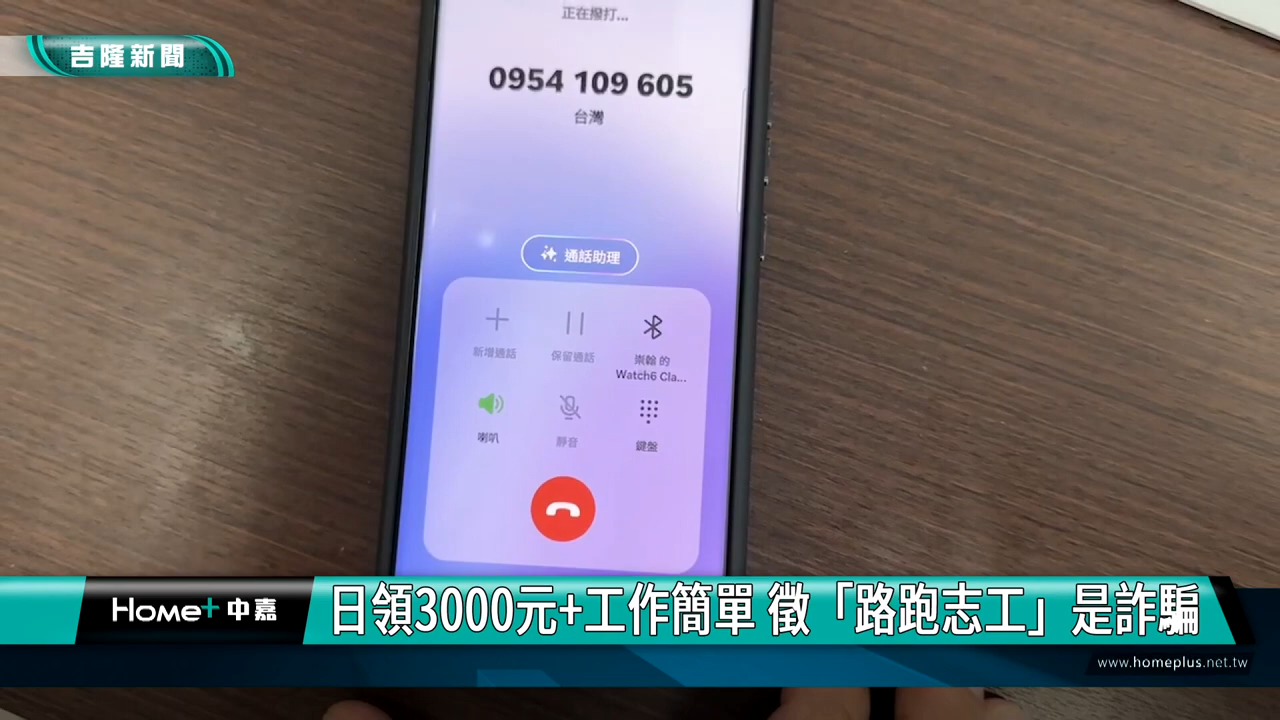 正在撥打...
吉隆新聞
0954 109 605
台灣
通話助理
新增通話
保留通話
崇翰 的
Watch6 Cla...
喇叭
靜音
鍵盤
Home+ 中嘉
日領3000元+工作簡單 徵「路跑志工」是詐騙
www.homeplus.net.tw